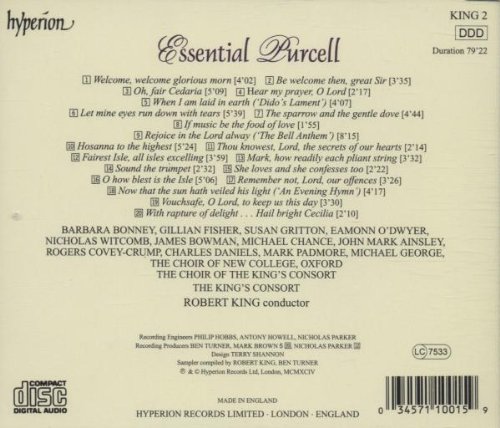 hyperion
KING 2
DDD
Duration 79'22
Essential Purcell
1 Welcome, welcome glorious morn [4'02] 2 Be welcome then, great Sir [3'35]
3 Oh, fair Cedaria [5'09] 4 Hear my prayer, O Lord [2'17]
5 When I am laid in earth ('Dido's Lament') [4'07]
6 Let mine eyes run down with tears [5'39] 7 The sparrow and the gentle dove [4'44]
8 If music be the food of love [1'55]
9 Rejoice in the Lord alway ('The Bell Anthem') [8'15]
10 Hosanna to the highest [5'24] 11 Thou knowest, Lord, the secrets of our hearts [2'14]
12 Fairest Isle, all isles excelling [3'59] 13 Mark, how readily each pliant string [3'32]
14 Sound the trumpet [2'32] 15 She loves and she confesses too [2'22]
16 O how blest is the Isle [5'06] 17 Remember not, Lord, our offences [3'26]
18 Now that the sun hath veiled his light ('An Evening Hymn') [4'17]
19 Vouchsafe, O Lord, to keep us this day [3'30]
20 With rapture of delight . . . Hail bright Cecilia [2'10]
BARBARA BONNEY, GILLIAN FISHER, SUSAN GRITTON, EAMONN O'DWYER,
NICHOLAS WITCOMB, JAMES BOWMAN, MICHAEL CHANCE, JOHN MARK AINSLEY,
ROGERS COVEY-CRUMP, CHARLES DANIELS, MARK PADMORE, MICHAEL GEORGE,
THE CHOIR OF NEW COLLEGE, OXFORD
THE CHOIR OF THE KING'S CONSORT
THE KING'S CONSORT
ROBERT KING conductor
Recording Engineers PHILIP HOBBS, ANTONY HOWELL, NICHOLAS PARKER
Recording Producers BEN TURNER, MARK BROWN 5 NICHOLAS PARKER
Design TERRY SHANNON
Sampler compiled by ROBERT KING, BEN TURNER
℗ & © Hyperion Records Ltd, London, MCMXCIV
LC 7533
COMPACT
disc
DIGITAL AUDIO
MADE IN ENGLAND
HYPERION RECORDS LIMITED · LONDON · ENGLAND
0 34571 10015 9